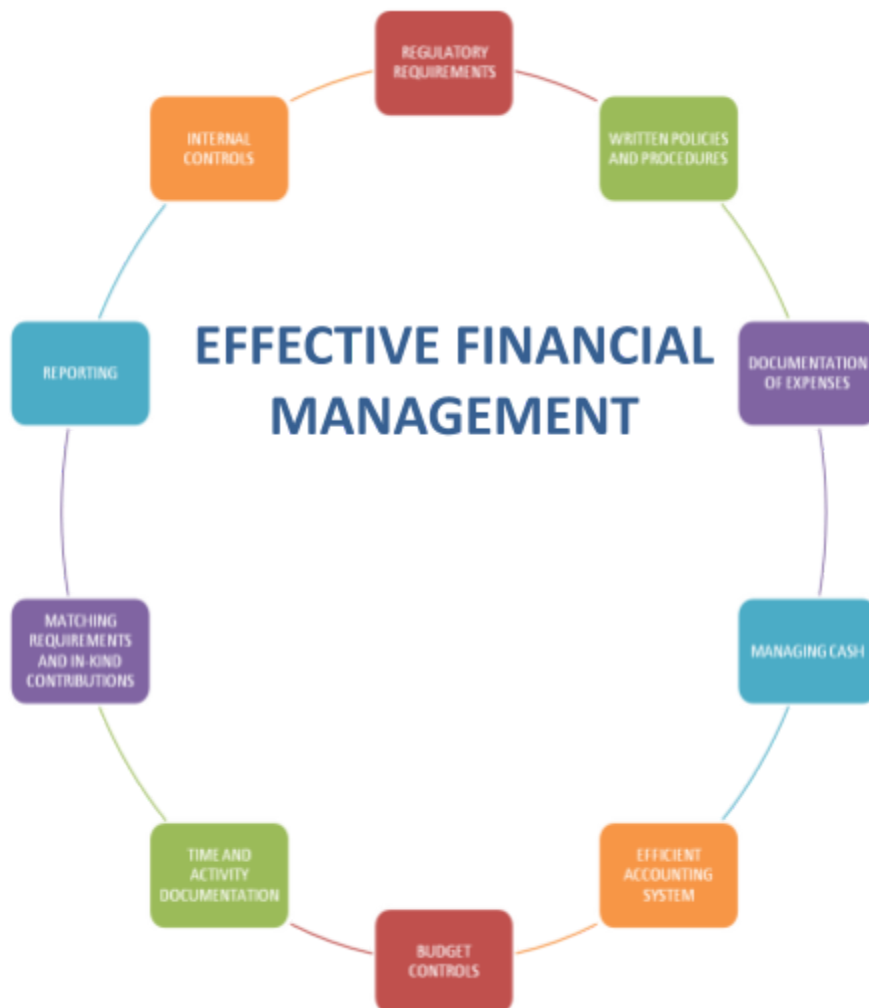 REGULATORY
REQUIREMENTS
WRITTEN POLICIES
AND PROCEDURES
DOCUMENTATION
OF EXPENSES
MANAGING CASH
EFFICIENT
ACCOUNTING
SYSTEM
BUDGET
CONTROLS
TIME AND
ACTIVITY
DOCUMENTATION
MATCHING
REQUIREMENTS
AND IN-KIND
CONTRIBUTIONS
REPORTING
INTERNAL
CONTROLS
EFFECTIVE FINANCIAL
MANAGEMENT